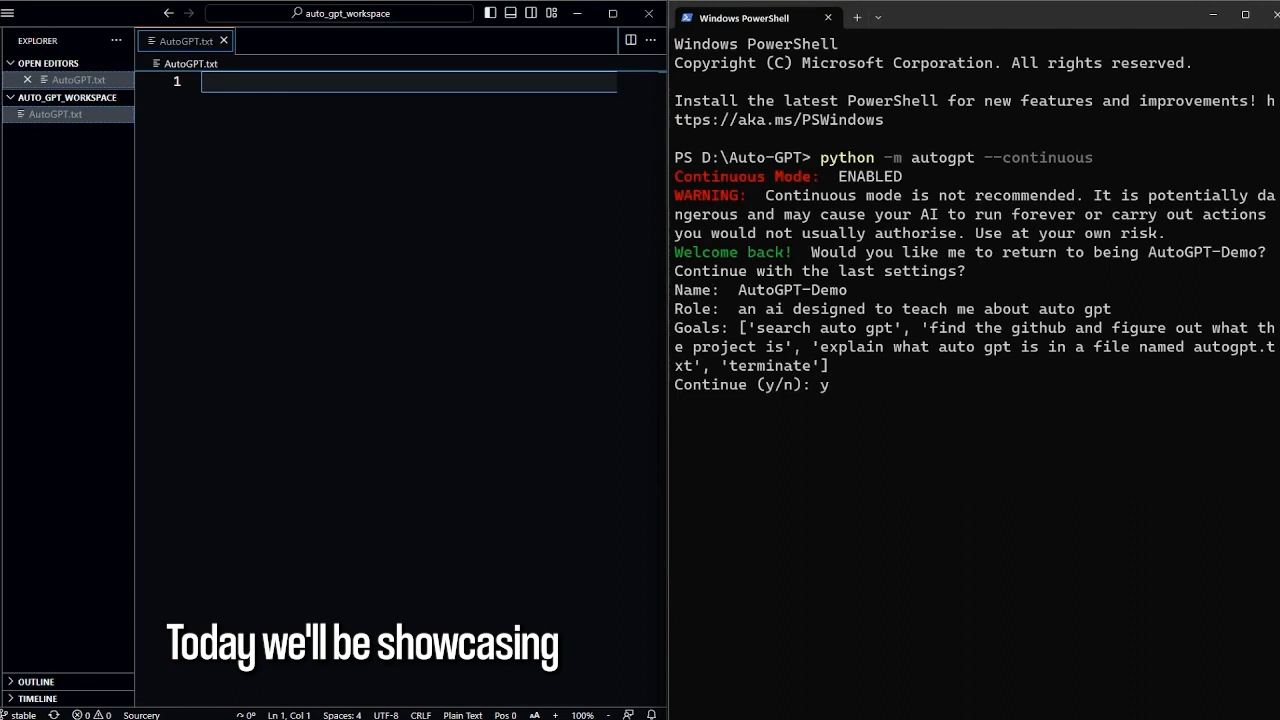 auto_gpt_workspace
EXPLORER
AutoGPT.txt
OPEN EDITORS
AutoGPT.txt
AutoGPT.txt
AUTO_GPT_WORKSPACE
AutoGPT.txt
1
Today we'll be showcasing
OUTLINE
TIMELINE
stable 0 0 Sourcery 0° Ln 1, Col 1 Spaces: 4 UTF-8 CRLF Plain Text Pos 0 AA + 100% -
Windows PowerShell
Windows PowerShell
Copyright (C) Microsoft Corporation. All rights reserved.
Install the latest PowerShell for new features and improvements! h
ttps://aka.ms/PSWindows
PS D:\Auto-GPT> python -m autogpt --continuous
Continuous Mode: ENABLED
WARNING: Continuous mode is not recommended. It is potentially da
ngerous and may cause your AI to run forever or carry out actions
you would not usually authorise. Use at your own risk.
Welcome back! Would you like me to return to being AutoGPT-Demo?
Continue with the last settings?
Name: AutoGPT-Demo
Role: an ai designed to teach me about auto gpt
Goals: ['search auto gpt', 'find the github and figure out what th
e project is', 'explain what auto gpt is in a file named autogpt.t
xt', 'terminate']
Continue (y/n): y